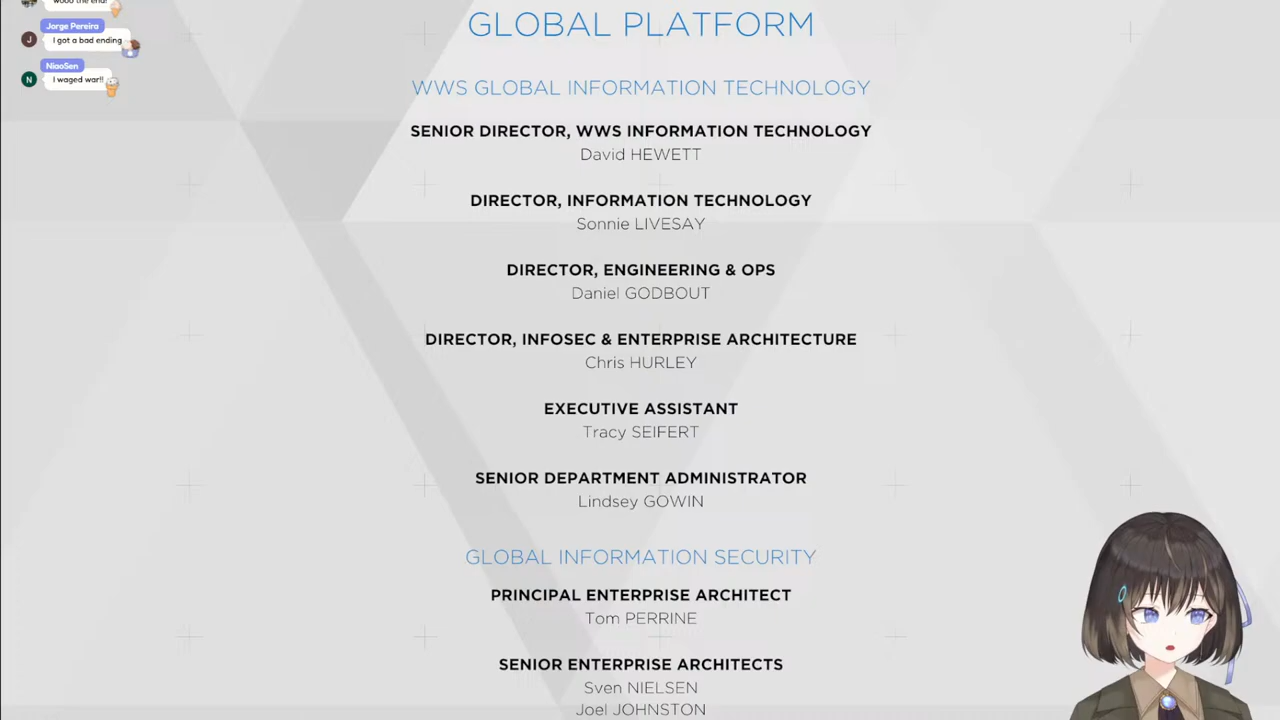 wooo the end!
Jorge Pereira
J
I got a bad ending
NiaoSen
N
I waged war!!
GLOBAL PLATFORM
WWS GLOBAL INFORMATION TECHNOLOGY
SENIOR DIRECTOR, WWS INFORMATION TECHNOLOGY
David HEWETT
DIRECTOR, INFORMATION TECHNOLOGY
Sonnie LIVESAY
DIRECTOR, ENGINEERING & OPS
Daniel GODBOUT
DIRECTOR, INFOSEC & ENTERPRISE ARCHITECTURE
Chris HURLEY
EXECUTIVE ASSISTANT
Tracy SEIFERT
SENIOR DEPARTMENT ADMINISTRATOR
Lindsey GOWIN
GLOBAL INFORMATION SECURITY
PRINCIPAL ENTERPRISE ARCHITECT
Tom PERRINE
SENIOR ENTERPRISE ARCHITECTS
Sven NIELSEN
Joel JOHNSTON